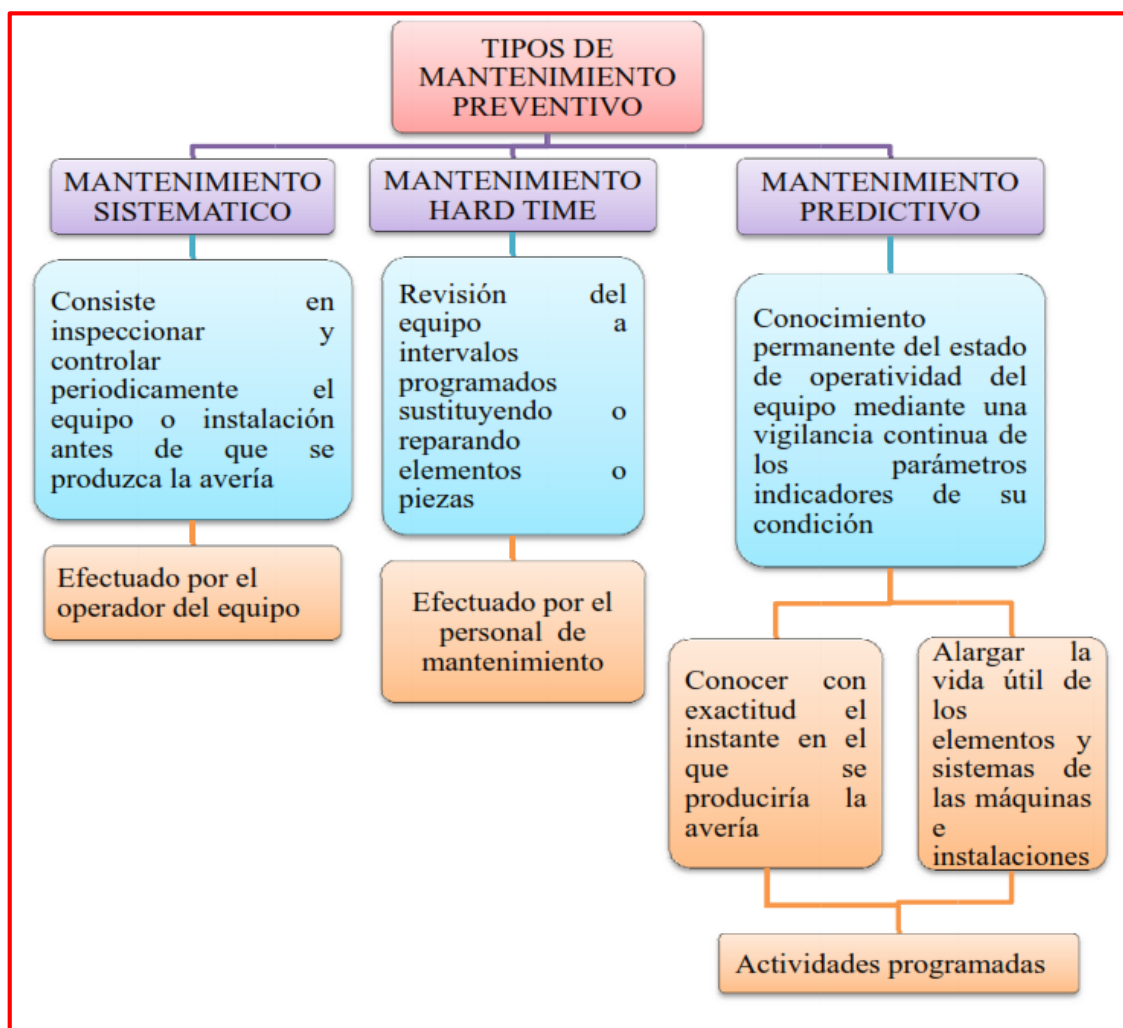 TIPOS DE
MANTENIMIENTO
PREVENTIVO
MANTENIMIENTO
SISTEMATICO
Consiste en
inspeccionar y
controlar
periodicamente el
equipo o instalación
antes de que se
produzca la avería
Efectuado por el
operador del equipo
MANTENIMIENTO
HARD TIME
Revisión del
equipo a
intervalos
programados
sustituyendo o
reparando
elementos o
piezas
Efectuado por el
personal de
mantenimiento
MANTENIMIENTO
PREDICTIVO
Conocimiento
permanente del estado
de operatividad del
equipo mediante una
vigilancia continua de
los parámetros
indicadores de su
condición
Conocer con
exactitud el
instante en el
que se
produciría la
avería
Alargar la
vida útil de
los
elementos y
sistemas de
las máquinas
e
instalaciones
Actividades programadas